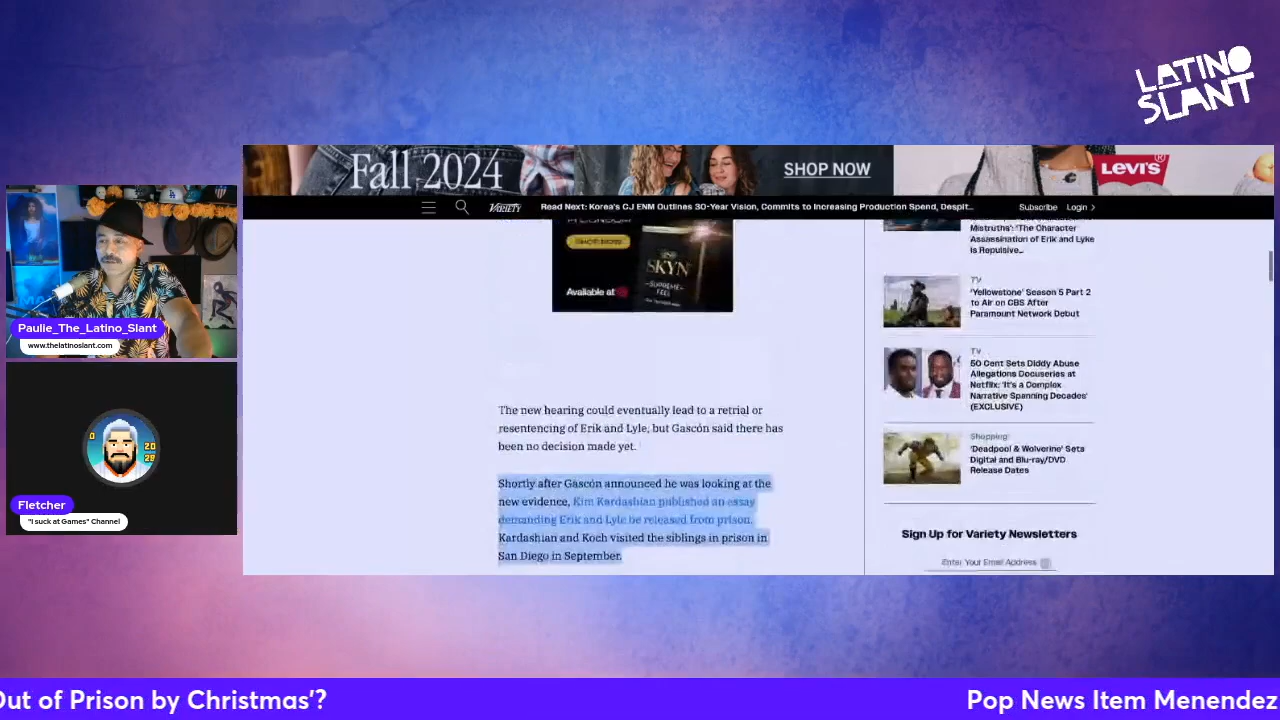 LATINO
SLANT
Fall 2024
SHOP NOW
LEVI'S®
VARIETY
Read Next: Korea's CJ ENM Outlines 30-Year Vision, Commits to Increasing Production Spend, Despit...
Subscribe
Login
SKYN
SUPREME
FEEL
Available at
Mistruths': 'The Character
Assassination of Erik and Lyle
is Repulsive...
TV
'Yellowstone' Season 5 Part 2
to Air on CBS After
Paramount Network Debut
TV
50 Cent Sets Diddy Abuse
Allegations Docuseries at
Netflix: 'It's a Complex
Narrative Spanning Decades'
(EXCLUSIVE)
Shopping
'Deadpool & Wolverine' Sets
Digital and Blu-ray/DVD
Release Dates
Sign Up for Variety Newsletters
Enter Your Email Address
The new hearing could eventually lead to a retrial or
resentencing of Erik and Lyle, but Gascón said there has
been no decision made yet.
Shortly after Gascón announced he was looking at the
new evidence, Kim Kardashian published an essay
demanding Erik and Lyle be released from prison.
Kardashian and Koch visited the siblings in prison in
San Diego in September.
Paulie_The_Latino_Slant
www.thelatinoslant.com
0
20
28
Fletcher
"I suck at Games" Channel
Out of Prison by Christmas'?
Pop News Item Menendez